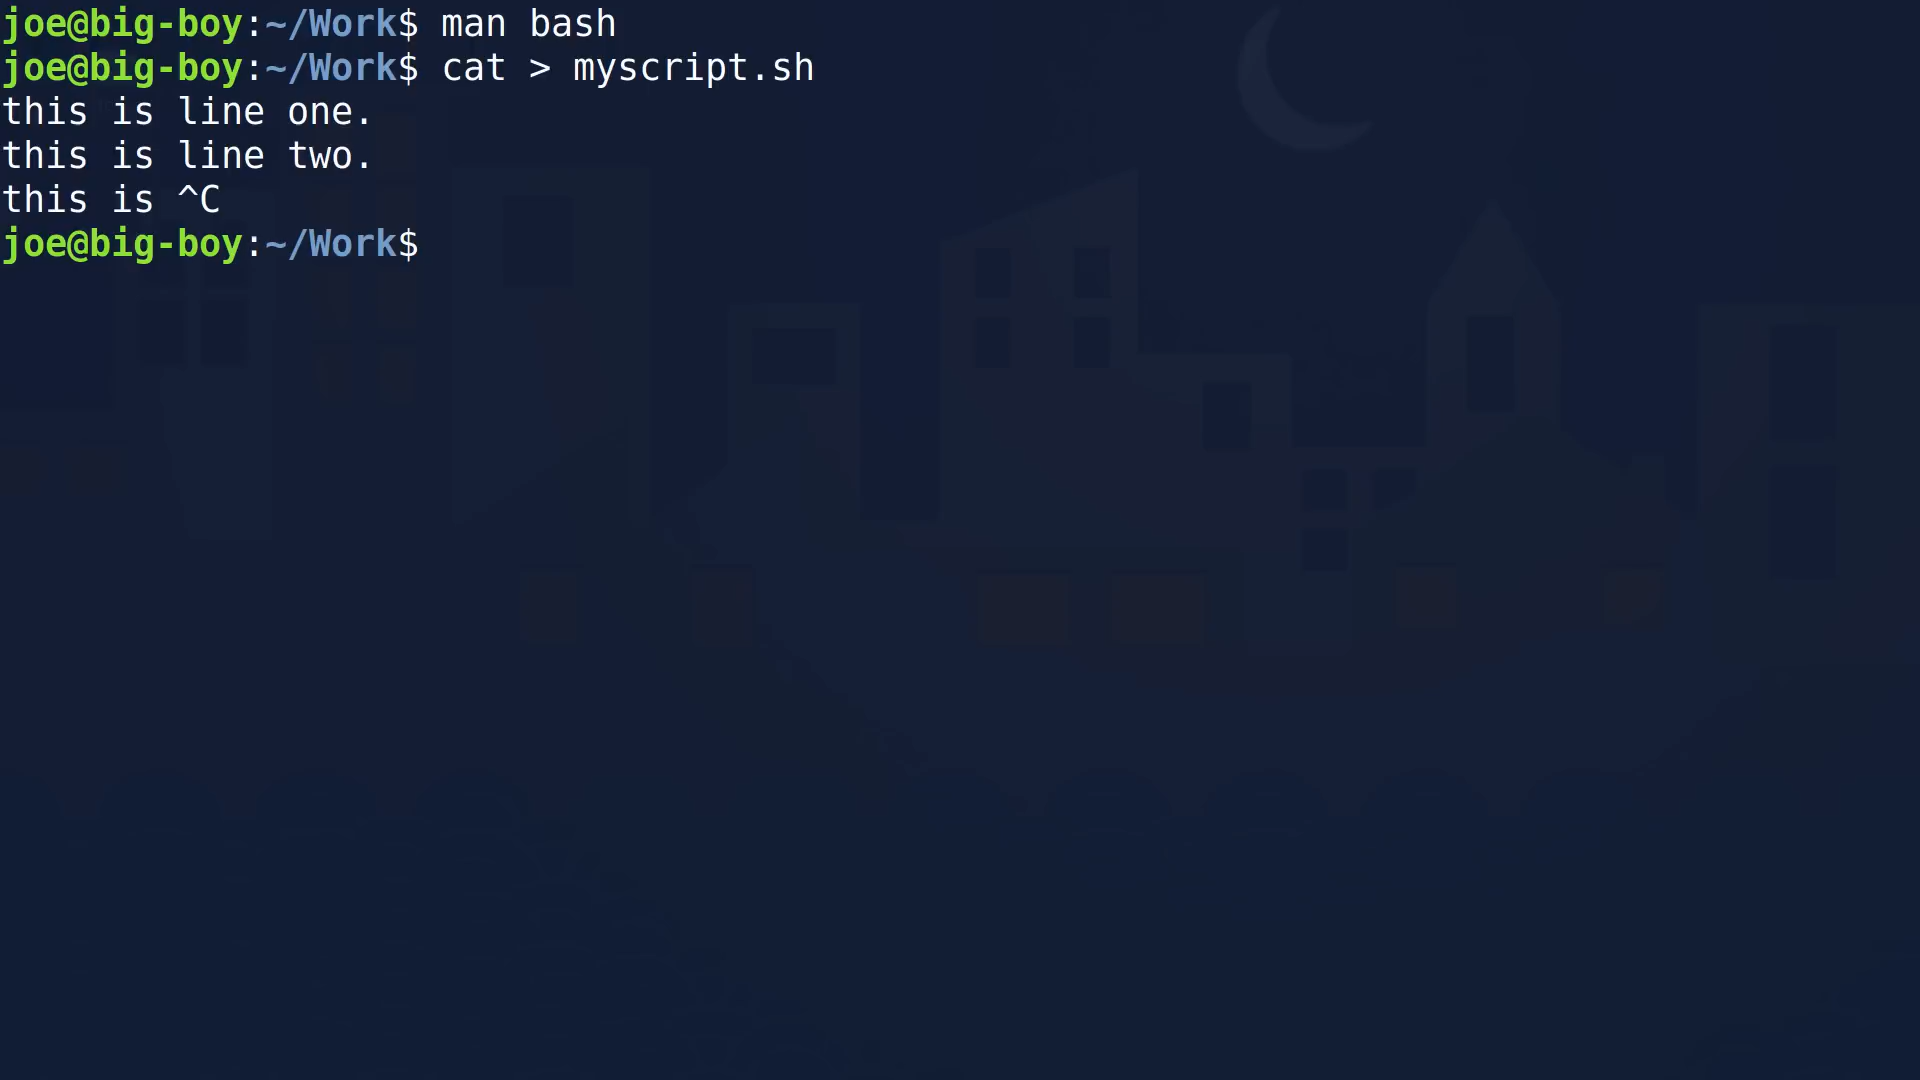 joe@big-boy:~/Work$ man bash
joe@big-boy:~/Work$ cat > myscript.sh
this is line one.
this is line two.
this is ^C
joe@big-boy:~/Work$